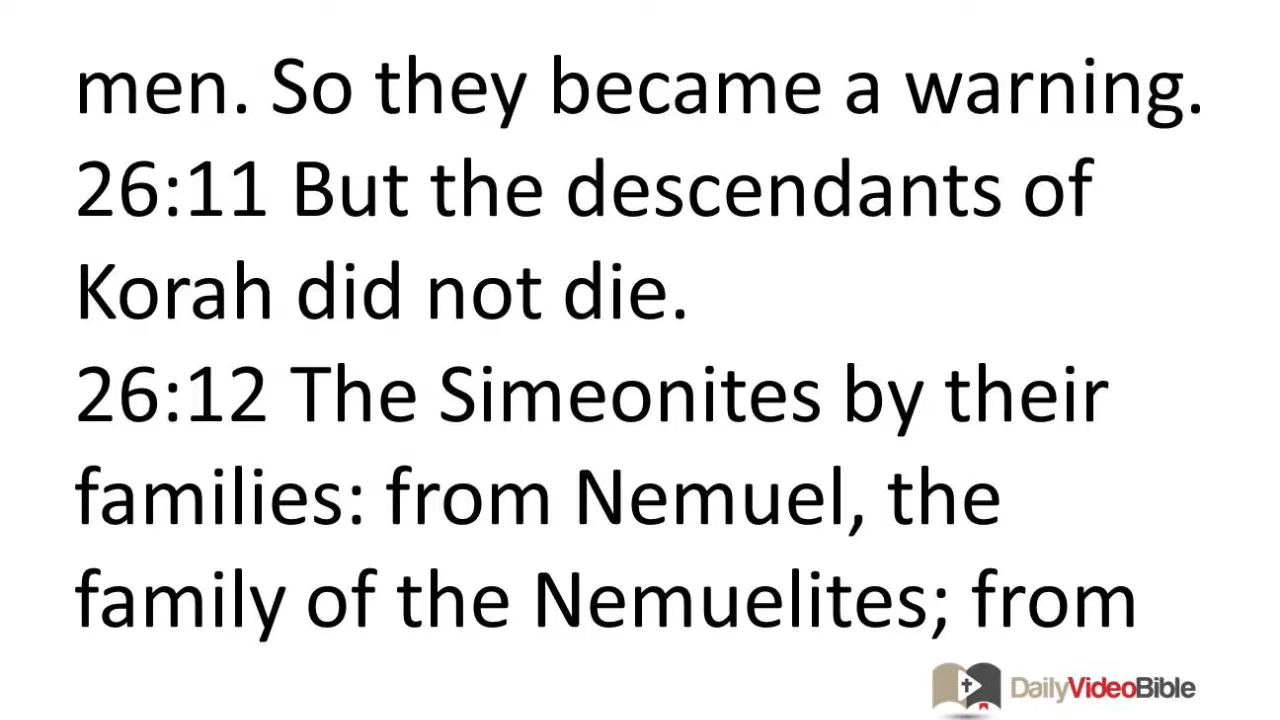 men. So they became a warning.
26:11 But the descendants of
Korah did not die.
26:12 The Simeonites by their
families: from Nemuel, the
family of the Nemuelites; from
DailyVideoBible